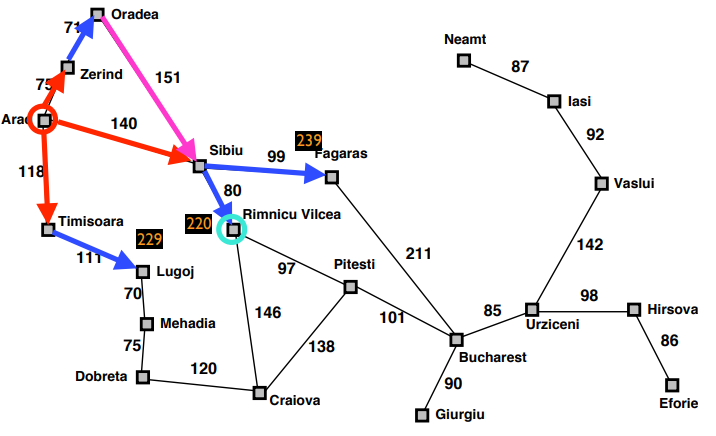 Oradea
71
Neamt
87
Zerind
75
151
Iasi
Arad
140
92
239
Sibiu
99
Fagaras
118
80
Vaslui
Timisoara
220
Rimnicu Vilcea
229
111
Lugoj
97
Pitesti
211
142
70
146
98
Hirsova
85
Mehadia
101
Urziceni
75
138
86
Bucharest
Dobreta
120
90
Craiova
Eforie
Giurgiu